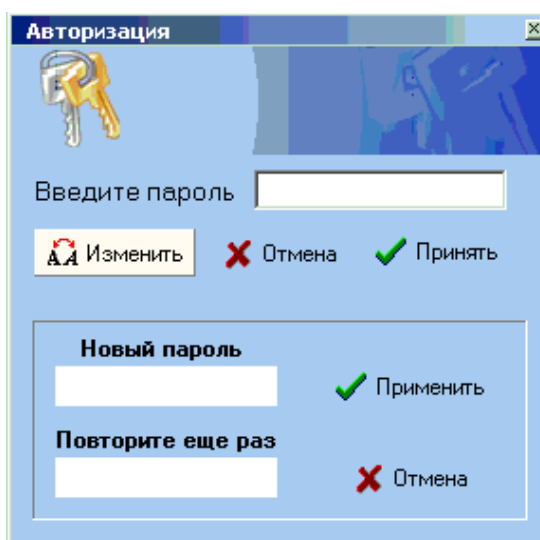 Авторизация
Введите пароль
Изменить Отмена Принять
Новый пароль
Применить
Повторите еще раз
Отмена